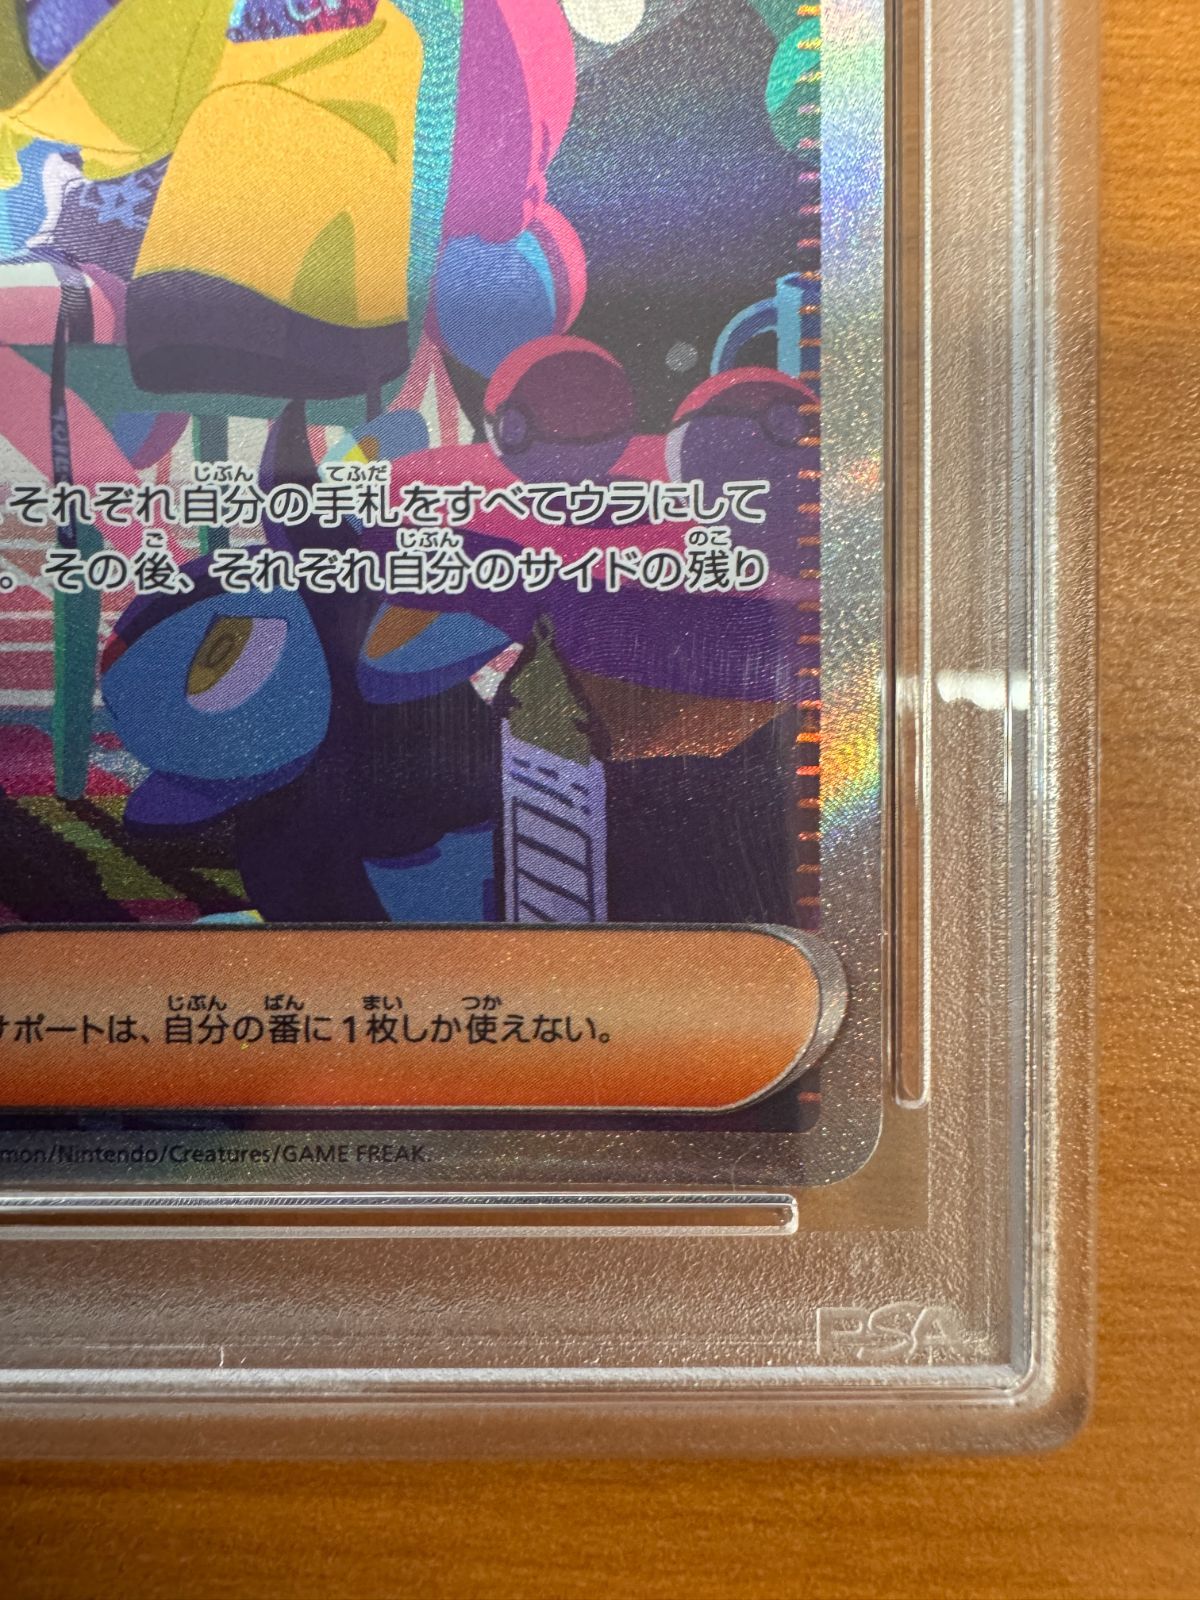 それぞれ自分の手札をすべてウラにして
。その後、それぞれ自分のサイドの残り
サポートは、自分の番に1枚しか使えない。
mon/Nintendo/Creatures/GAME FREAK.
PSA